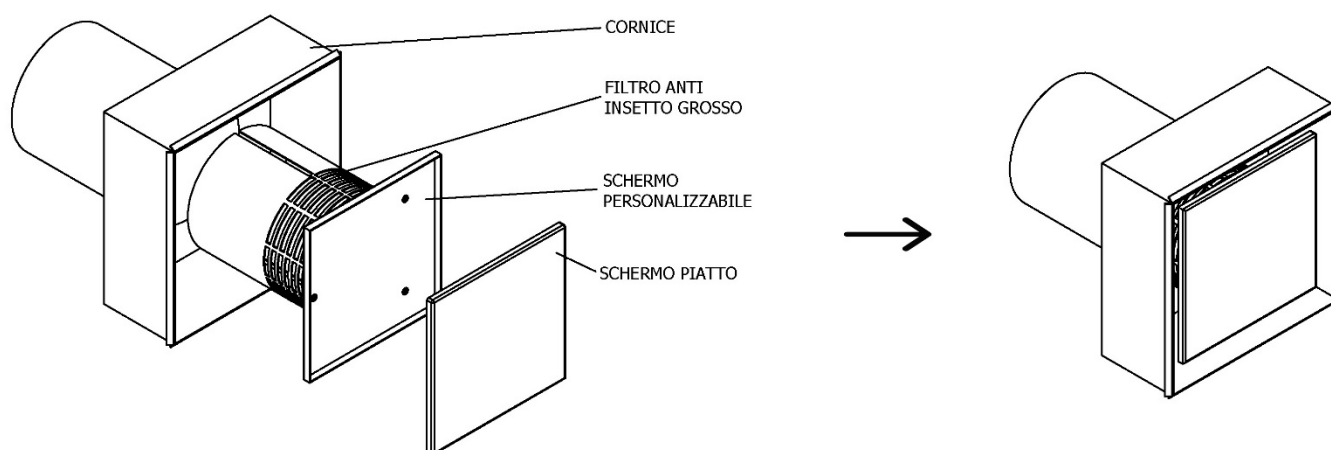 CORNICE
FILTRO ANTI
INSETTO GROSSO
SCHERMO
PERSONALIZZABILE
SCHERMO PIATTO